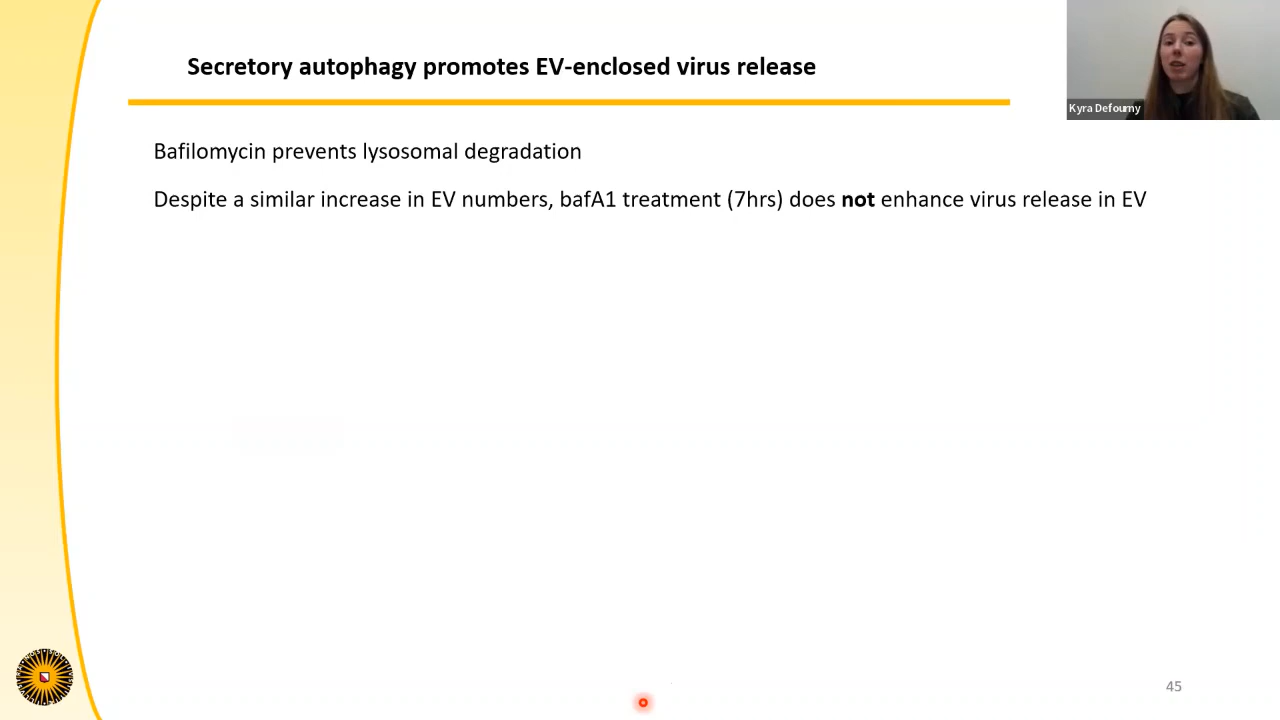 Secretory autophagy promotes EV-enclosed virus release
Kyra Defourny
Bafilomycin prevents lysosomal degradation
Despite a similar increase in EV numbers, bafA1 treatment (7hrs) does not enhance virus release in EV
45